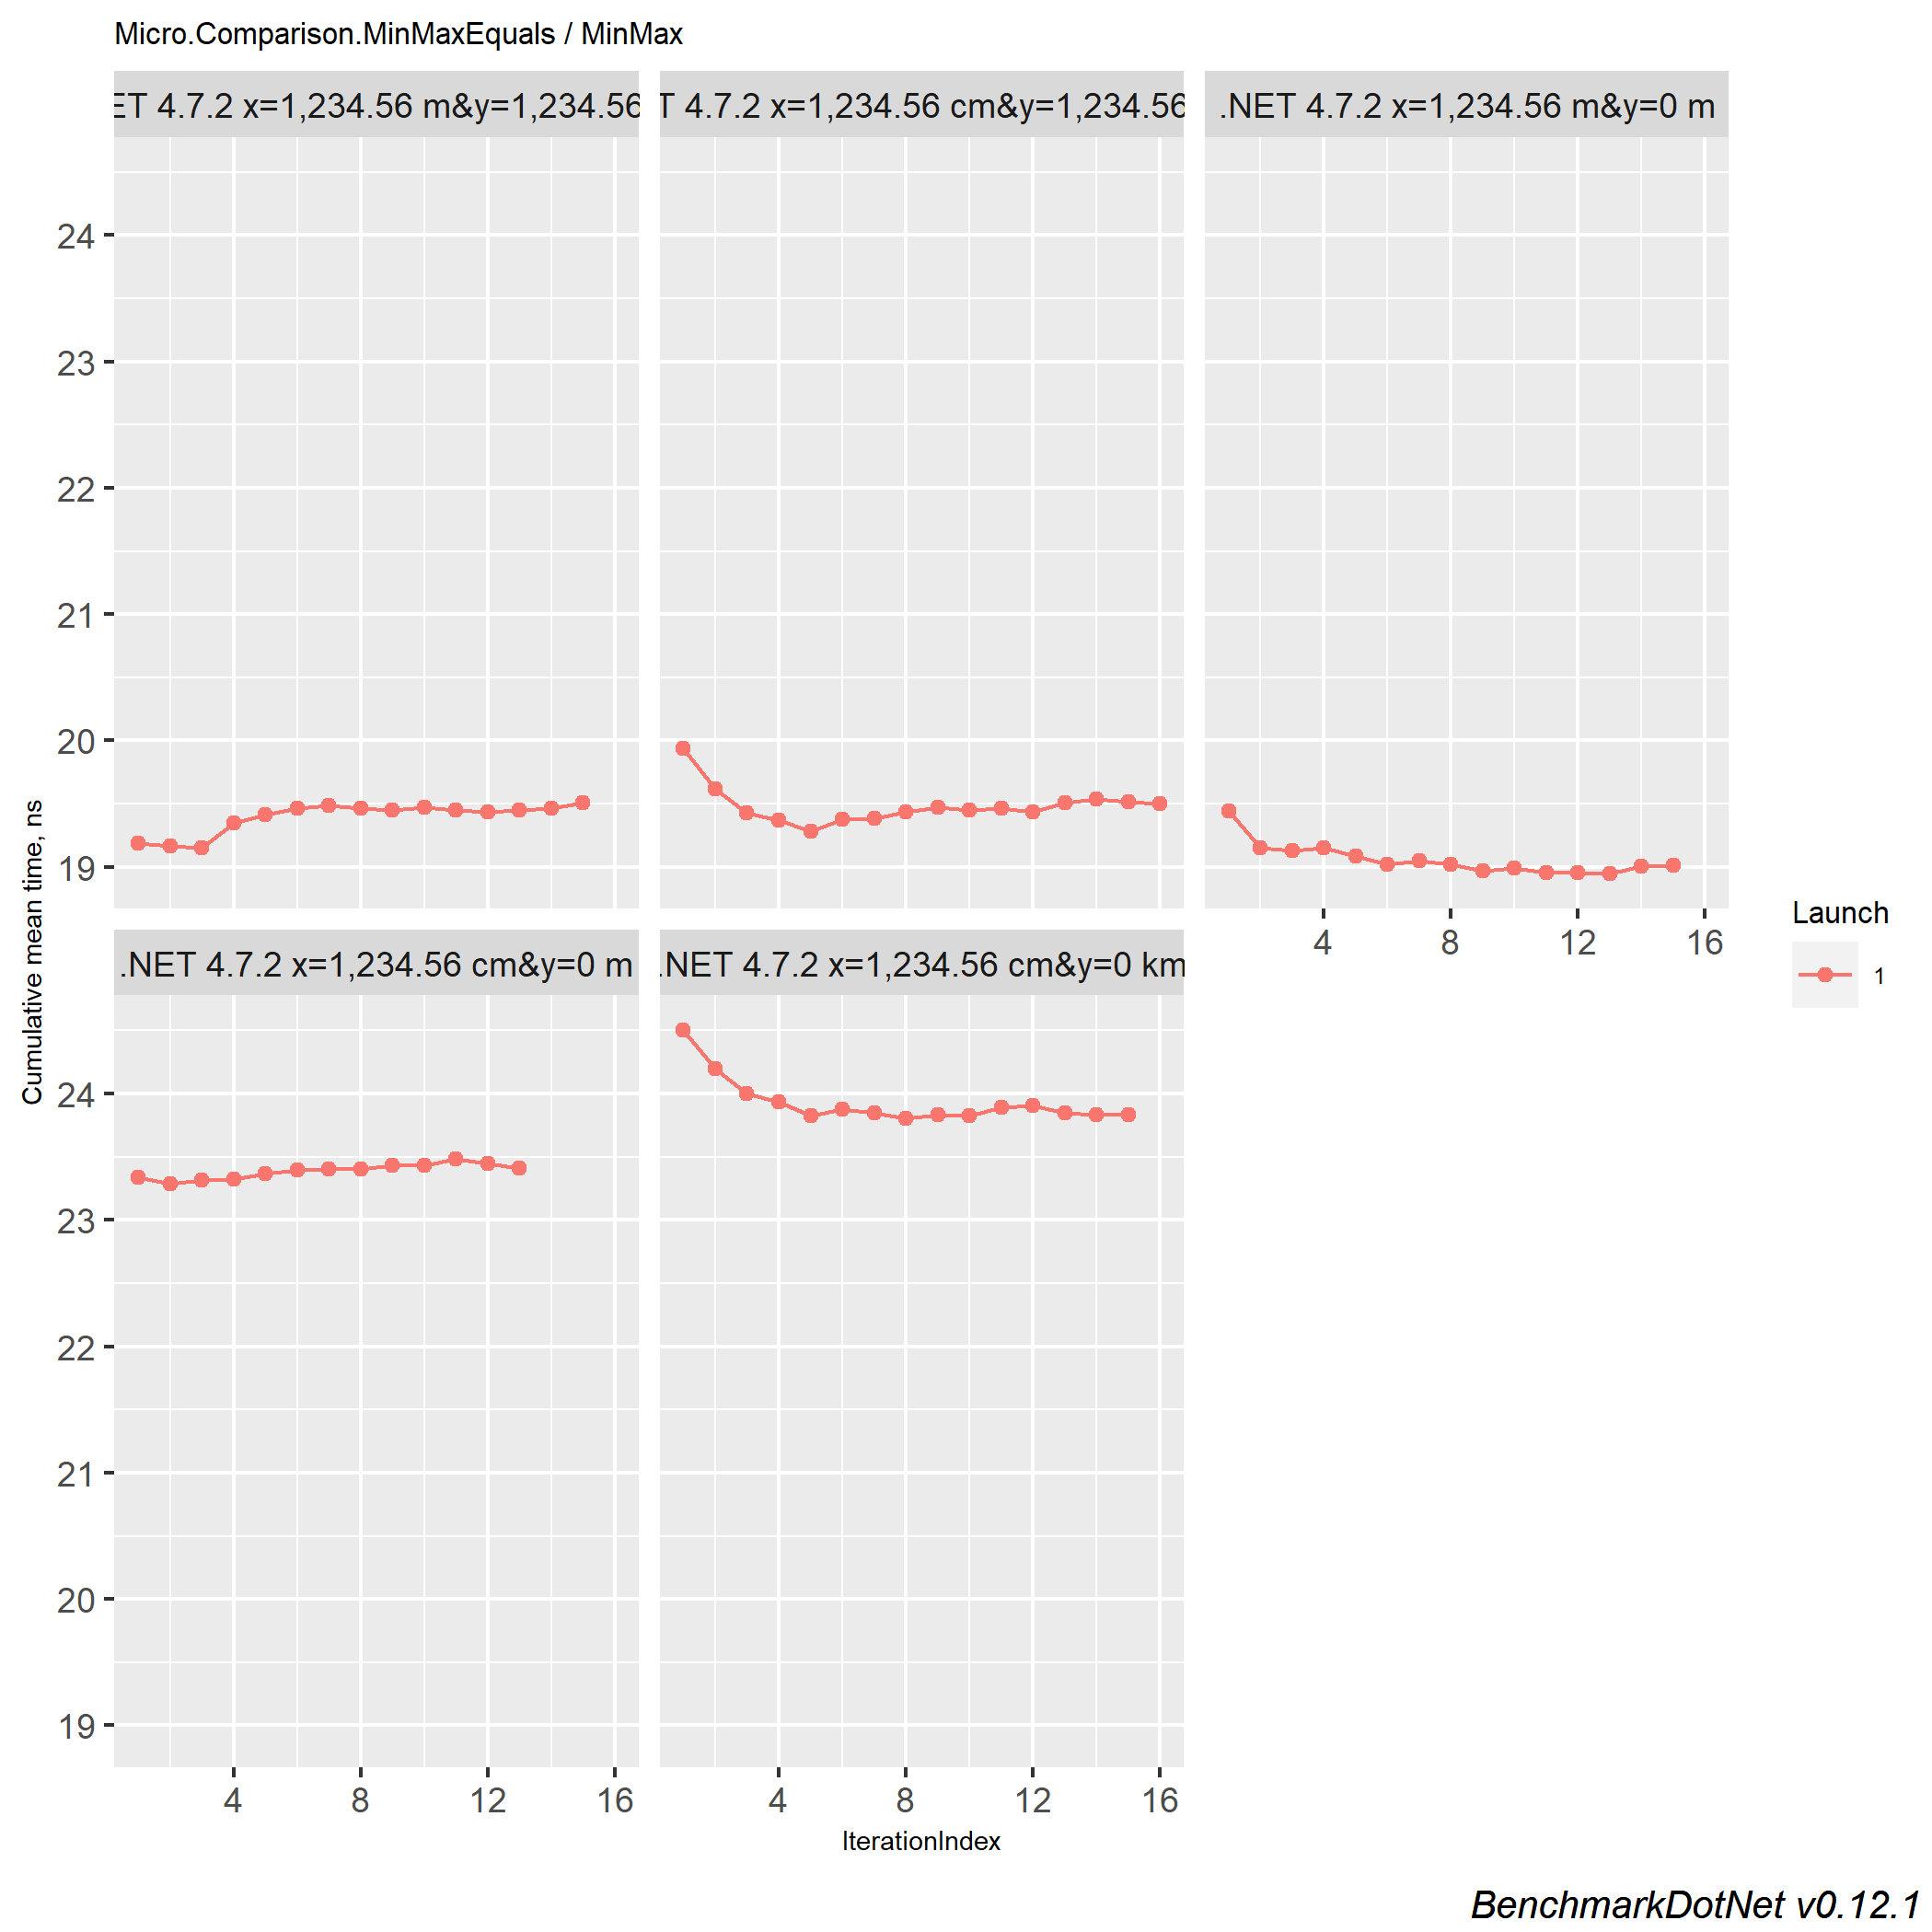 Micro.Comparison.MinMaxEquals / MinMax
ET 4.7.2 x=1,234.56 m&y=1,234.56
T 4.7.2 x=1,234.56 cm&y=1,234.56
.NET 4.7.2 x=1,234.56 m&y=0 m
24
23
22
21
20
19
4 8 12 16
.NET 4.7.2 x=1,234.56 cm&y=0 m
.NET 4.7.2 x=1,234.56 cm&y=0 km
24
23
22
21
20
19
4 8 12 16
4 8 12 16
Cumulative mean time, ns
IterationIndex
Launch
1
BenchmarkDotNet v0.12.1